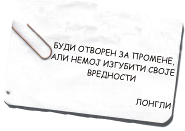 БУДИ ОТВОРЕН ЗА ПРОМЕНЕ,
АЛИ НЕМОЈ ИЗГУБИТИ СВОЈЕ
ВРЕДНОСТИ
ЛОНГЛИ